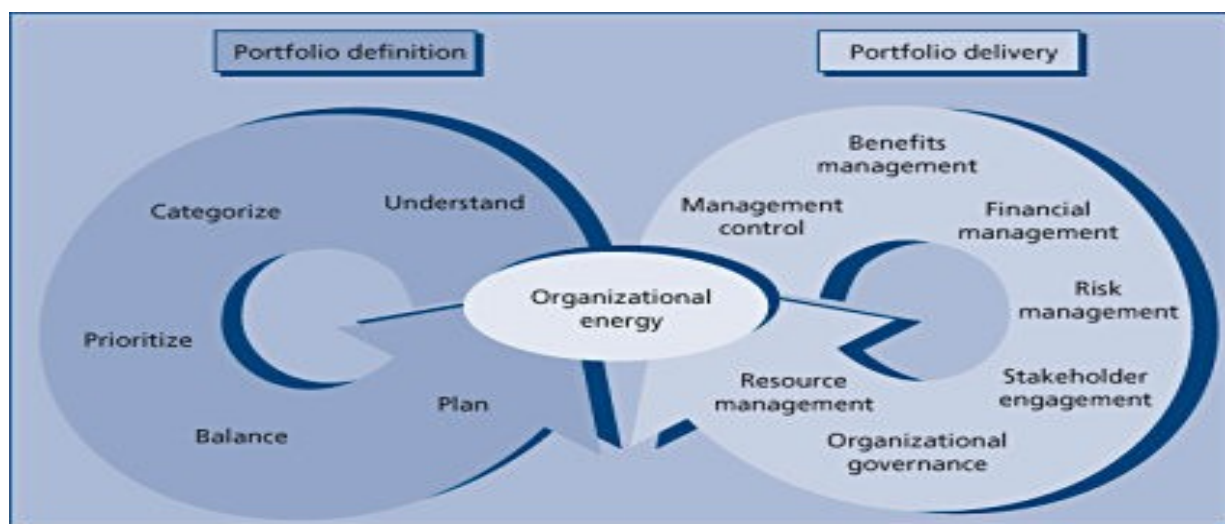 Portfolio definition
Portfolio delivery
Understand
Categorize
Prioritize
Balance
Plan
Organizational
energy
Management
control
Benefits
management
Financial
management
Risk
management
Stakeholder
engagement
Organizational
governance
Resource
management